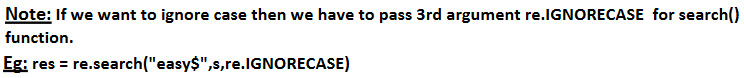 Note: If we want to ignore case then we have to pass 3rd argument re.IGNORECASE for search()
function.
Eg: res = re.search("easy$",s,re.IGNORECASE)